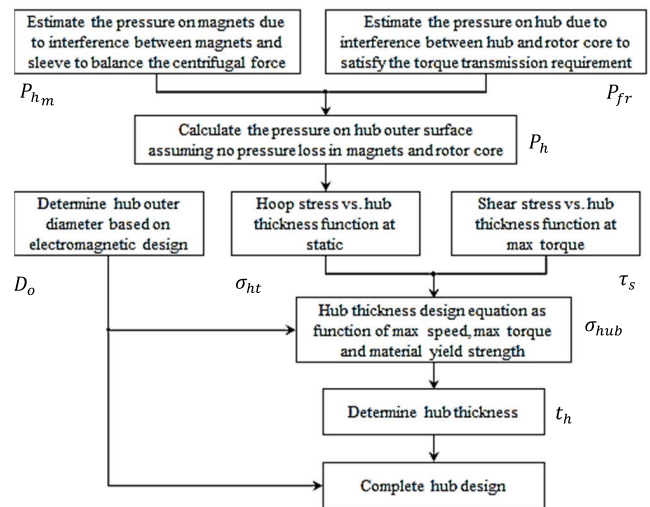 Estimate the pressure on magnets due
to interference between magnets and
sleeve to balance the centrifugal force
Estimate the pressure on hub due to
interference between hub and rotor core to
satisfy the torque transmission requirement
P_{h_m}
P_{fr}
Calculate the pressure on hub outer surface
assuming no pressure loss in magnets and rotor core
P_h
Determine hub outer
diameter based on
electromagnetic design
Hoop stress vs. hub
thickness function at
static
Shear stress vs. hub
thickness function at
max torque
D_o
σ_{ht}
τ_s
Hub thickness design equation as
function of max speed, max torque
and material yield strength
σ_{hub}
Determine hub thickness
t_h
Complete hub design